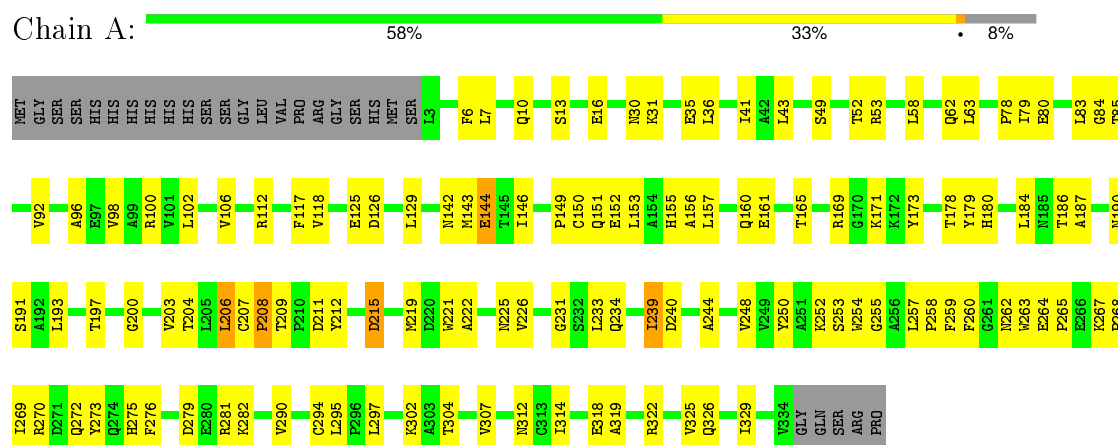 Chain A:
58% 33% • 8%
MET GLY SER SER HIS HIS HIS HIS HIS HIS SER SER GLY LEU VAL PRO ARG GLY SER HIS MET SER L3 F6 L7 Q10 S13 E16 N30 K31 E35 L36 I41 A42 L43 S49 T52 R53 L58 Q62 L63 P78 I79 E80 L83 G84 T85
V92 A96 E97 V98 A99 R100 V101 L102 V106 R112 F117 V118 E125 D126 L129 N142 M143 E144 T145 I146 P149 C150 Q151 E152 L153 A154 H155 A156 L157 Q160 E161 T165 R169 G170 K171 K172 Y173 T178 Y179 H180 L184 N185 T186 A187 N190
S191 A192 L193 T197 G200 V203 T204 L205 L206 C207 P208 T209 P210 D211 Y212 D215 M219 D220 W221 A222 N225 V226 G231 S232 L233 Q234 I239 D240 A244 V248 V249 Y250 A251 K252 S253 W254 G255 A256 L257 P258 F259 F260 G261 N262 W263 E264 P265 E266 K267
I269 R270 D271 Q272 Y273 Q274 H275 F276 D279 E280 R281 K282 V290 C294 L295 P296 L297 K302 A303 T304 V307 N312 C313 I314 E318 A319 R322 V325 Q326 I329 V334 GLY GLN SER ARG PRO